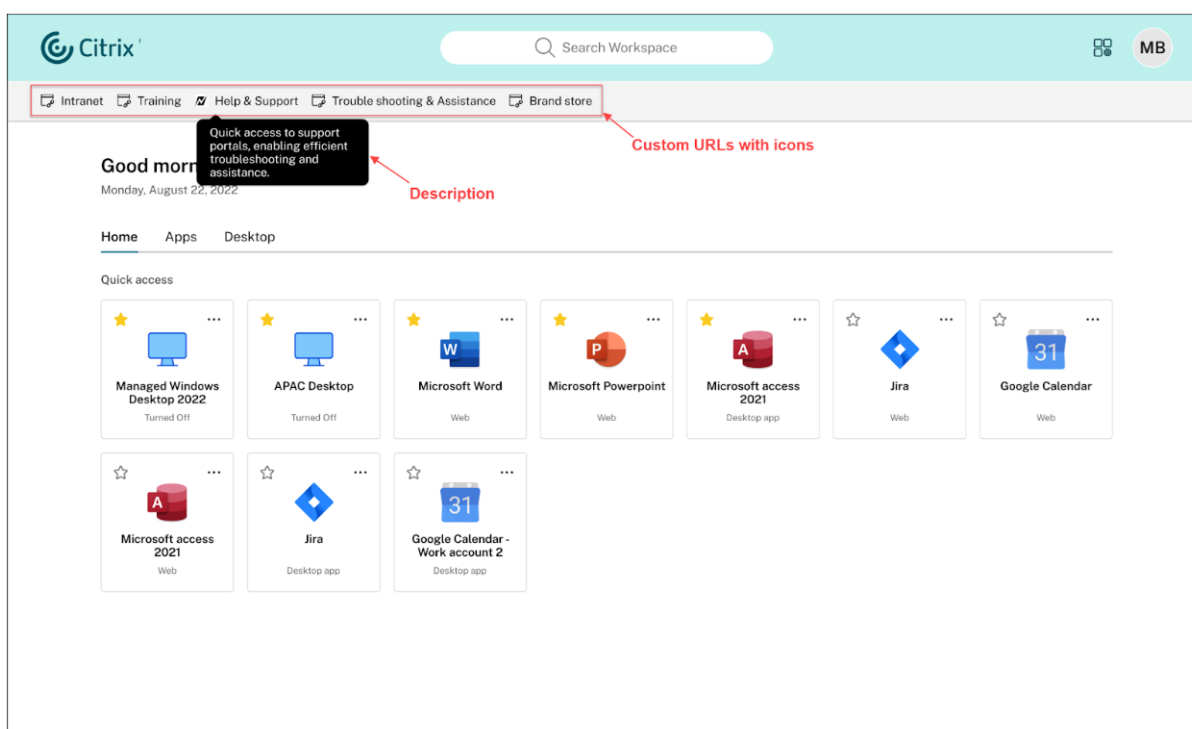 Citrix
Search Workspace
MB
Intranet Training Help & Support Trouble shooting & Assistance Brand store
Custom URLs with icons
Quick access to support
portals, enabling efficient
troubleshooting and
assistance.
Description
Good morn
Monday, August 22, 2022
Home Apps Desktop
Quick access
Managed Windows
Desktop 2022
Turned Off
APAC Desktop
Turned Off
W
Microsoft Word
Web
P
Microsoft Powerpoint
Web
A
Microsoft access
2021
Desktop app
Jira
Web
31
Google Calendar
Web
A
Microsoft access
2021
Web
Jira
Desktop app
31
Google Calendar-
Work account 2
Desktop app